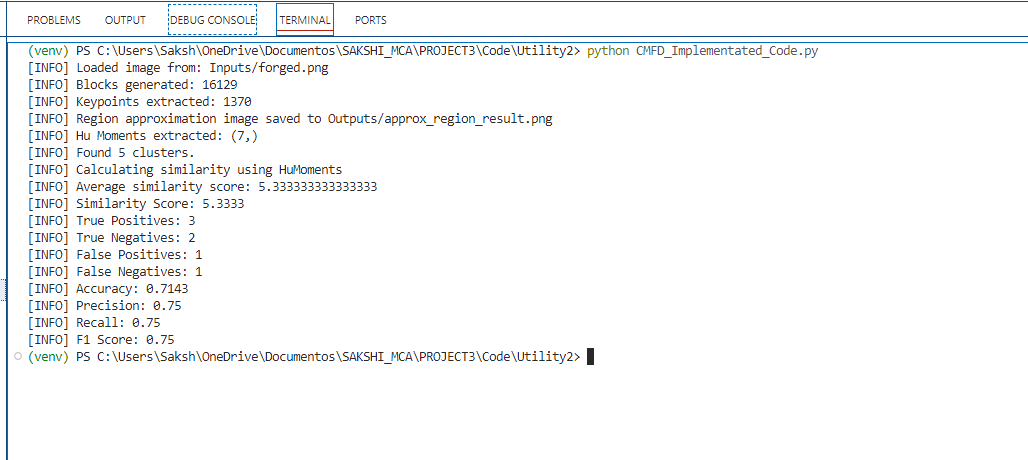 PROBLEMS OUTPUT DEBUG CONSOLE TERMINAL PORTS
(venv) PS C:\Users\Saksh\OneDrive\Documentos\SAKSHI_MCA\PROJECT3\Code\Utility2> python CMFD_Implementated_Code.py
[INFO] Loaded image from: Inputs/forged.png
[INFO] Blocks generated: 16129
[INFO] Keypoints extracted: 1370
[INFO] Region approximation image saved to Outputs/approx_region_result.png
[INFO] Hu Moments extracted: (7,)
[INFO] Found 5 clusters.
[INFO] Calculating similarity using HuMoments
[INFO] Average similarity score: 5.333333333333333
[INFO] Similarity Score: 5.3333
[INFO] True Positives: 3
[INFO] True Negatives: 2
[INFO] False Positives: 1
[INFO] False Negatives: 1
[INFO] Accuracy: 0.7143
[INFO] Precision: 0.75
[INFO] Recall: 0.75
[INFO] F1 Score: 0.75
(venv) PS C:\Users\Saksh\OneDrive\Documentos\SAKSHI_MCA\PROJECT3\Code\Utility2>